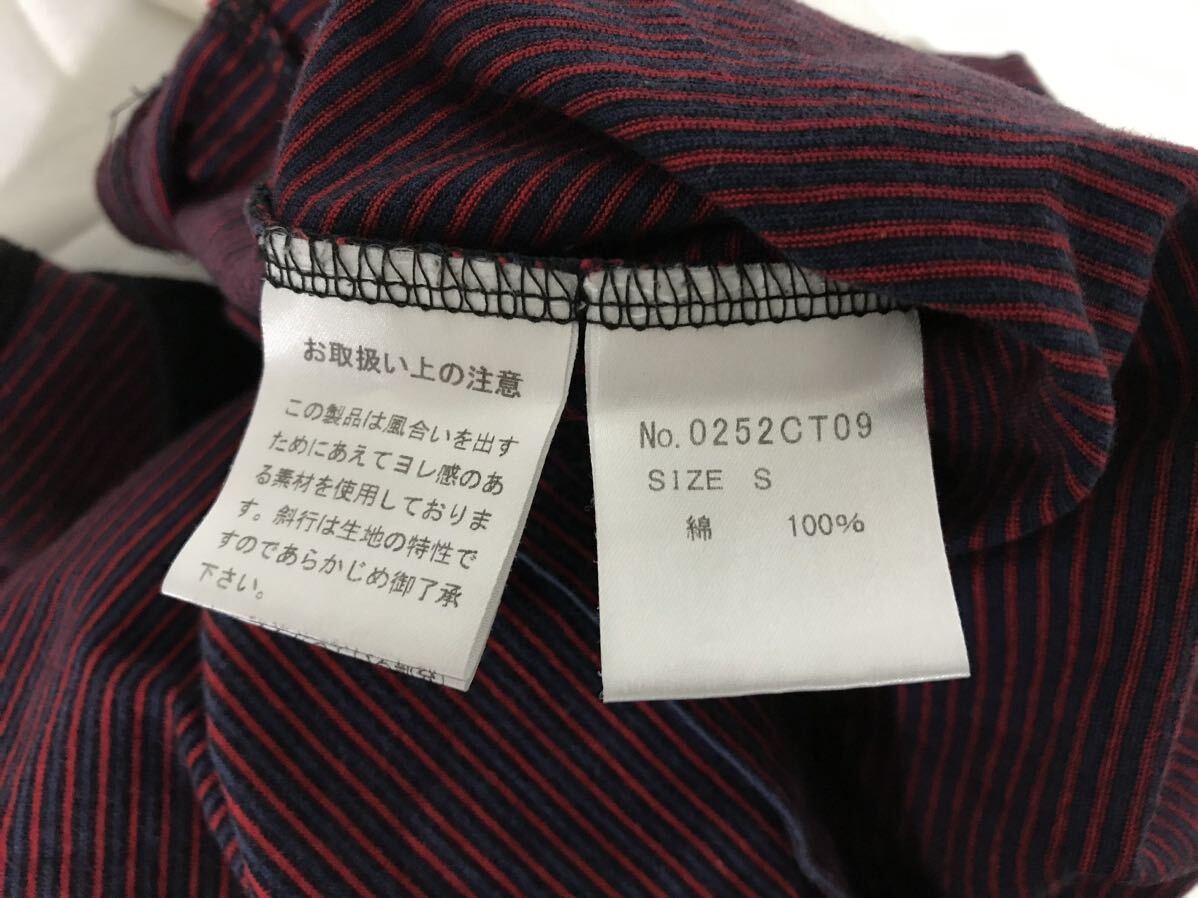 お取扱い上の注意
この製品は風合いを出す
ためにあえてヨレ感のあ
る素材を使用しておりま
す。斜行は生地の特性で
すのであらかじめ御了承
下さい。
No.0252CT09
SIZE S
綿 100%